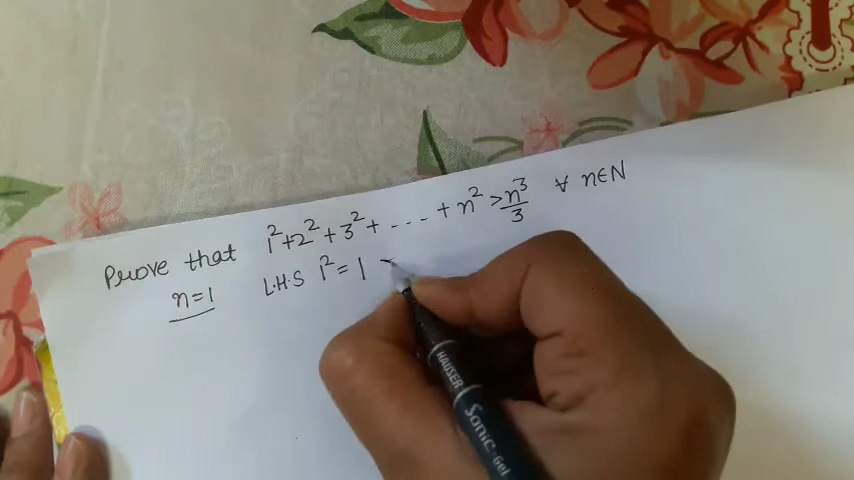 Prove that 1²+2²+3²+ - - - - + n² > n³/3 ∀ n∈N
n=1 L.H.S 1² = 1
HAUSER Sonic-Gel